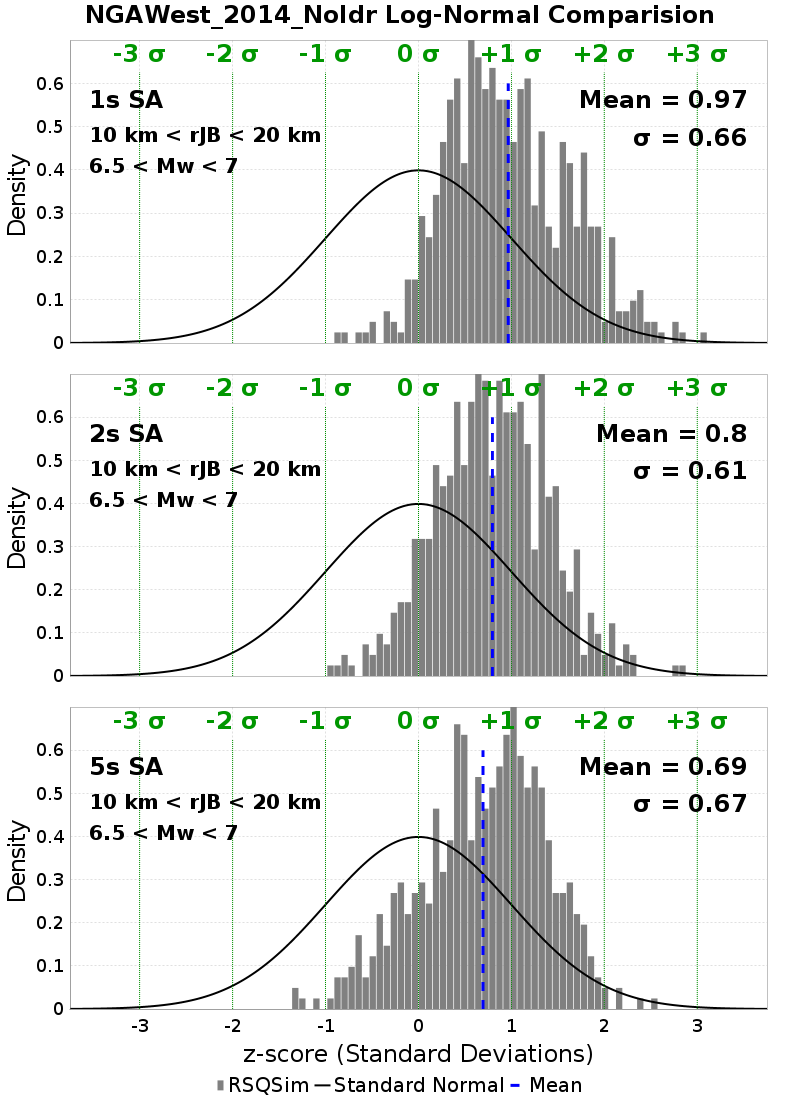 NGAWest_2014_NoIdr Log-Normal Comparision
-3 σ -2 σ -1 σ 0 σ +1 σ +2 σ +3 σ
1s SA
Mean = 0.97
10 km < rJB < 20 km
σ = 0.66
6.5 < Mw < 7
Density
0.6
0.5
0.4
0.3
0.2
0.1
0
-3 σ -2 σ -1 σ 0 σ +1 σ +2 σ +3 σ
2s SA
Mean = 0.8
10 km < rJB < 20 km
σ = 0.61
6.5 < Mw < 7
Density
0.6
0.5
0.4
0.3
0.2
0.1
0
-3 σ -2 σ -1 σ 0 σ +1 σ +2 σ +3 σ
5s SA
Mean = 0.69
10 km < rJB < 20 km
σ = 0.67
6.5 < Mw < 7
Density
0.6
0.5
0.4
0.3
0.2
0.1
0
-3 -2 -1 0 1 2 3
z-score (Standard Deviations)
RSQSim Standard Normal Mean